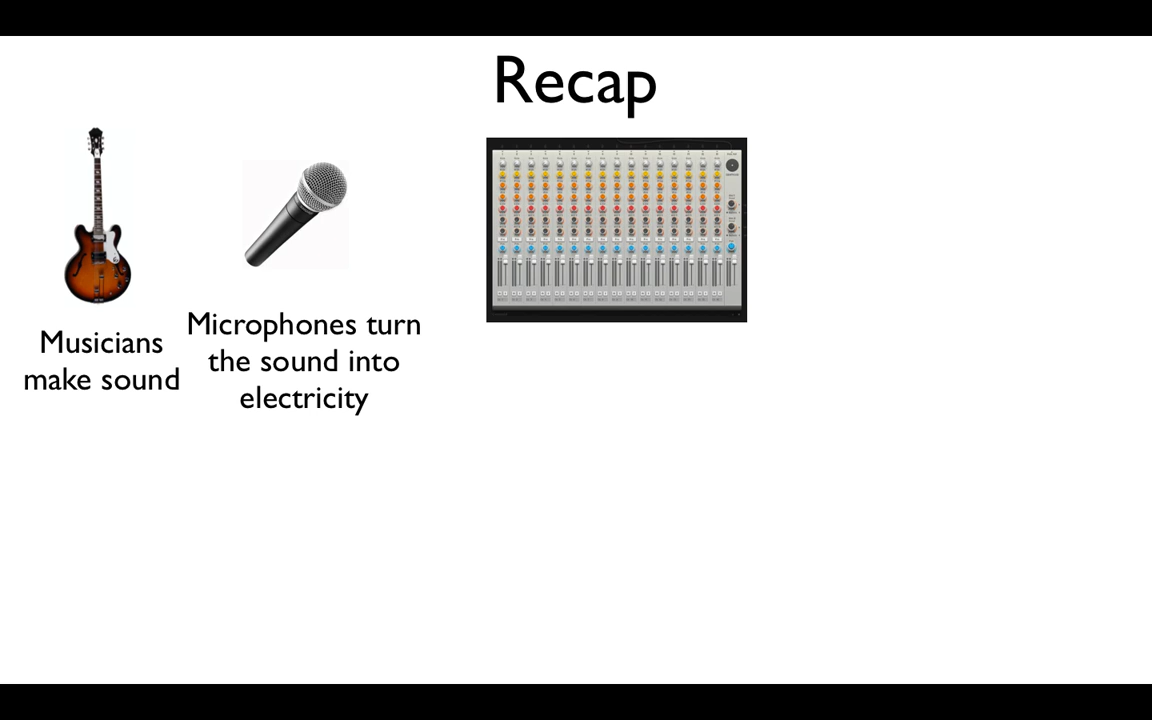 Recap
Musicians
make sound
Microphones turn
the sound into
electricity